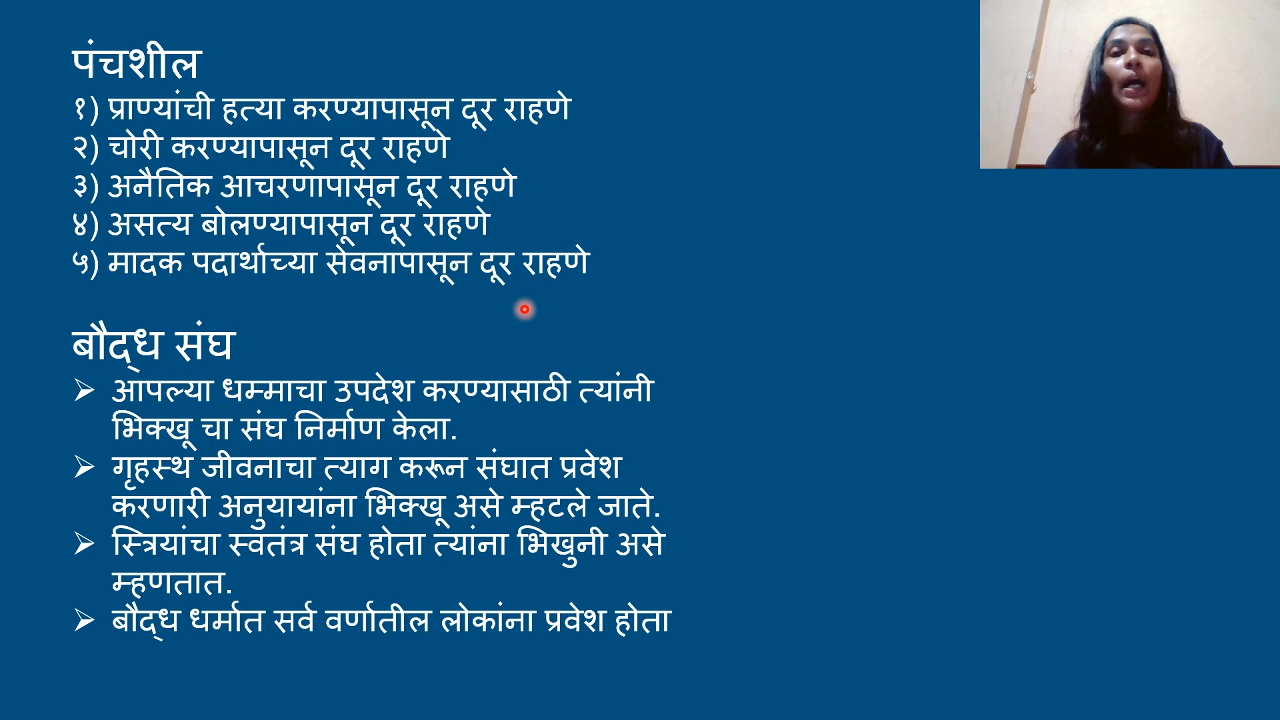 पंचशील
१) प्राण्यांची हत्या करण्यापासून दूर राहणे
२) चोरी करण्यापासून दूर राहणे
३) अनैतिक आचरणापासून दूर राहणे
४) असत्य बोलण्यापासून दूर राहणे
५) मादक पदार्थाच्या सेवनापासून दूर राहणे
बौद्ध संघ
➢ आपल्या धम्माचा उपदेश करण्यासाठी त्यांनी
भिक्खू चा संघ निर्माण केला.
➢ गृहस्थ जीवनाचा त्याग करून संघात प्रवेश
करणारी अनुयायांना भिक्खू असे म्हटले जाते.
➢ स्त्रियांचा स्वतंत्र संघ होता त्यांना भिखुनी असे
म्हणतात.
➢ बौद्ध धर्मात सर्व वर्णातील लोकांना प्रवेश होता